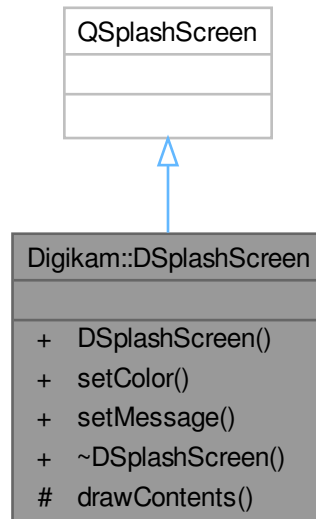 QSplashScreen
Digikam::DSplashScreen
+ DSplashScreen()
+ setColor()
+ setMessage()
+ ~DSplashScreen()
# drawContents()